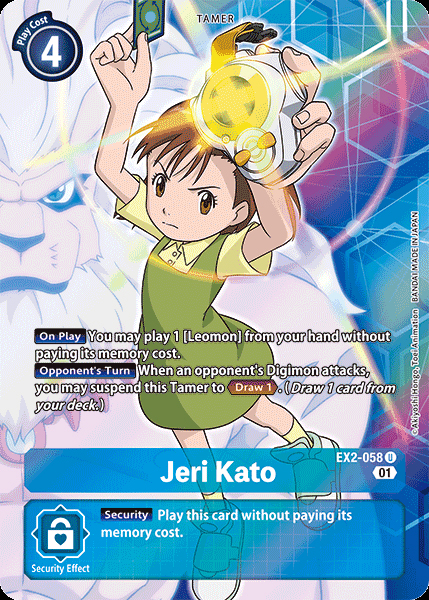 Play Cost
4
TAMER
On Play You may play 1 [Leomon] from your hand without
paying its memory cost.
Opponent's Turn When an opponent's Digimon attacks,
you may suspend this Tamer to Draw 1. (Draw 1 card from
your deck.)
©Akiyoshi Hongo, Toei Animation BANDAI MADE IN JAPAN
EX2-058 U
Jeri Kato
01
Security Play this card without paying its
memory cost.
Security Effect